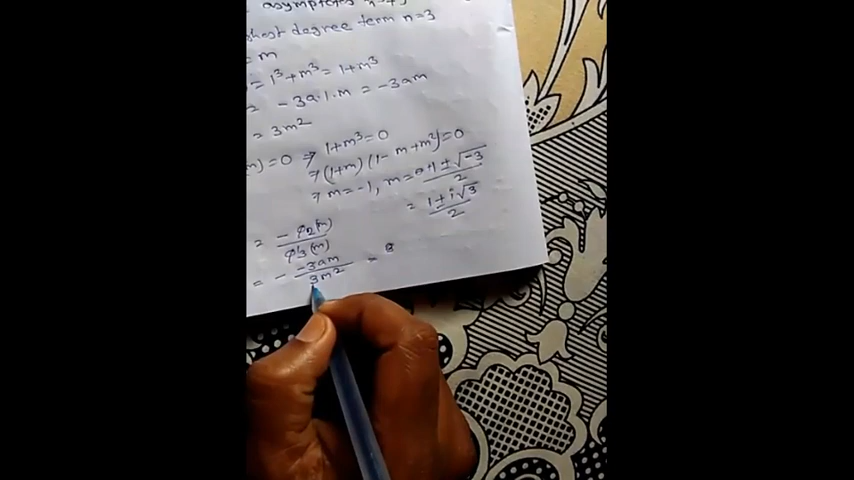 asymptotes
highest degree term n=3
= m
= 1³+m³ = 1+m³
= -3a.1.m = -3am
= 3m²
(m)=0 ⇒ 1+m³=0
⇒ (1+m)(1-m+m²)=0
⇒ m=-1, m= +1±√-3 / 2
= 1±i√3 / 2
= -φ₂(m) / φ'₃(m)
= - -3am / 3m² =